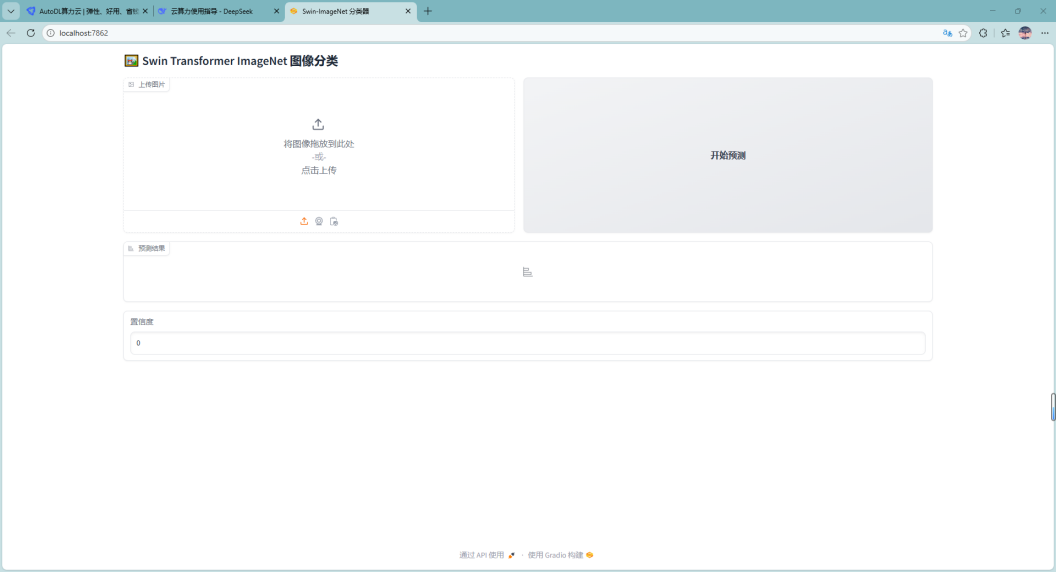 AutoDL算力云 | 弹性、好用、省钱
云算力使用指导 - DeepSeek
Swin-ImageNet 分类器
localhost:7862
Swin Transformer ImageNet 图像分类
上传图片
将图像拖放到此处
-或-
点击上传
开始预测
预测结果
置信度
0
通过 API 使用 · 使用 Gradio 构建